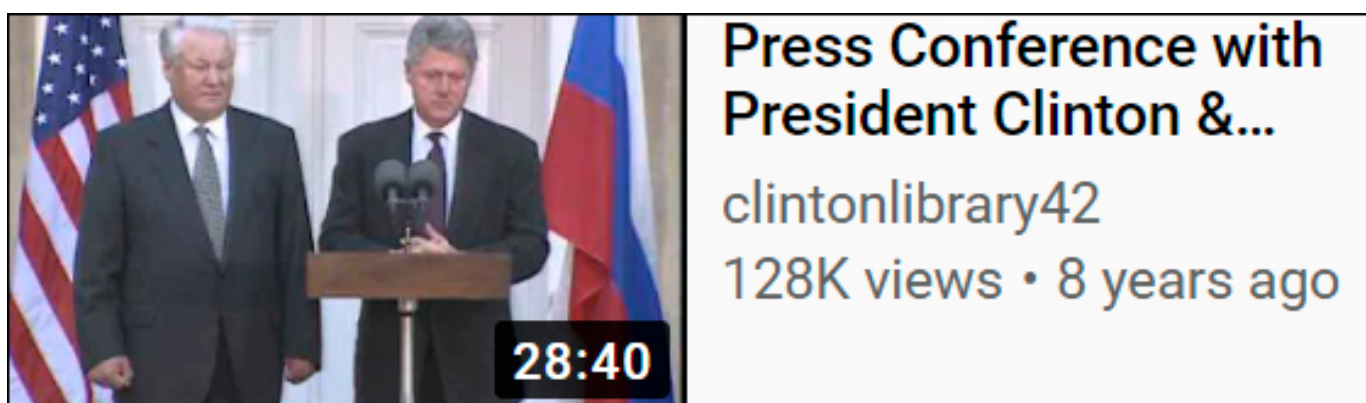 28:40
Press Conference with
President Clinton &...
clintonlibrary42
128K views • 8 years ago